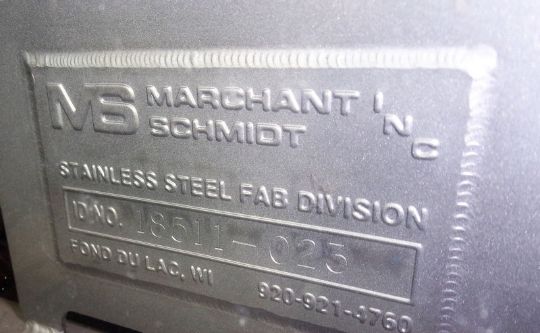 MS MARCHANT INC
SCHMIDT
STAINLESS STEEL FAB DIVISION
ID NO. 18511-025
FOND DU LAC, WI 920-921-4760